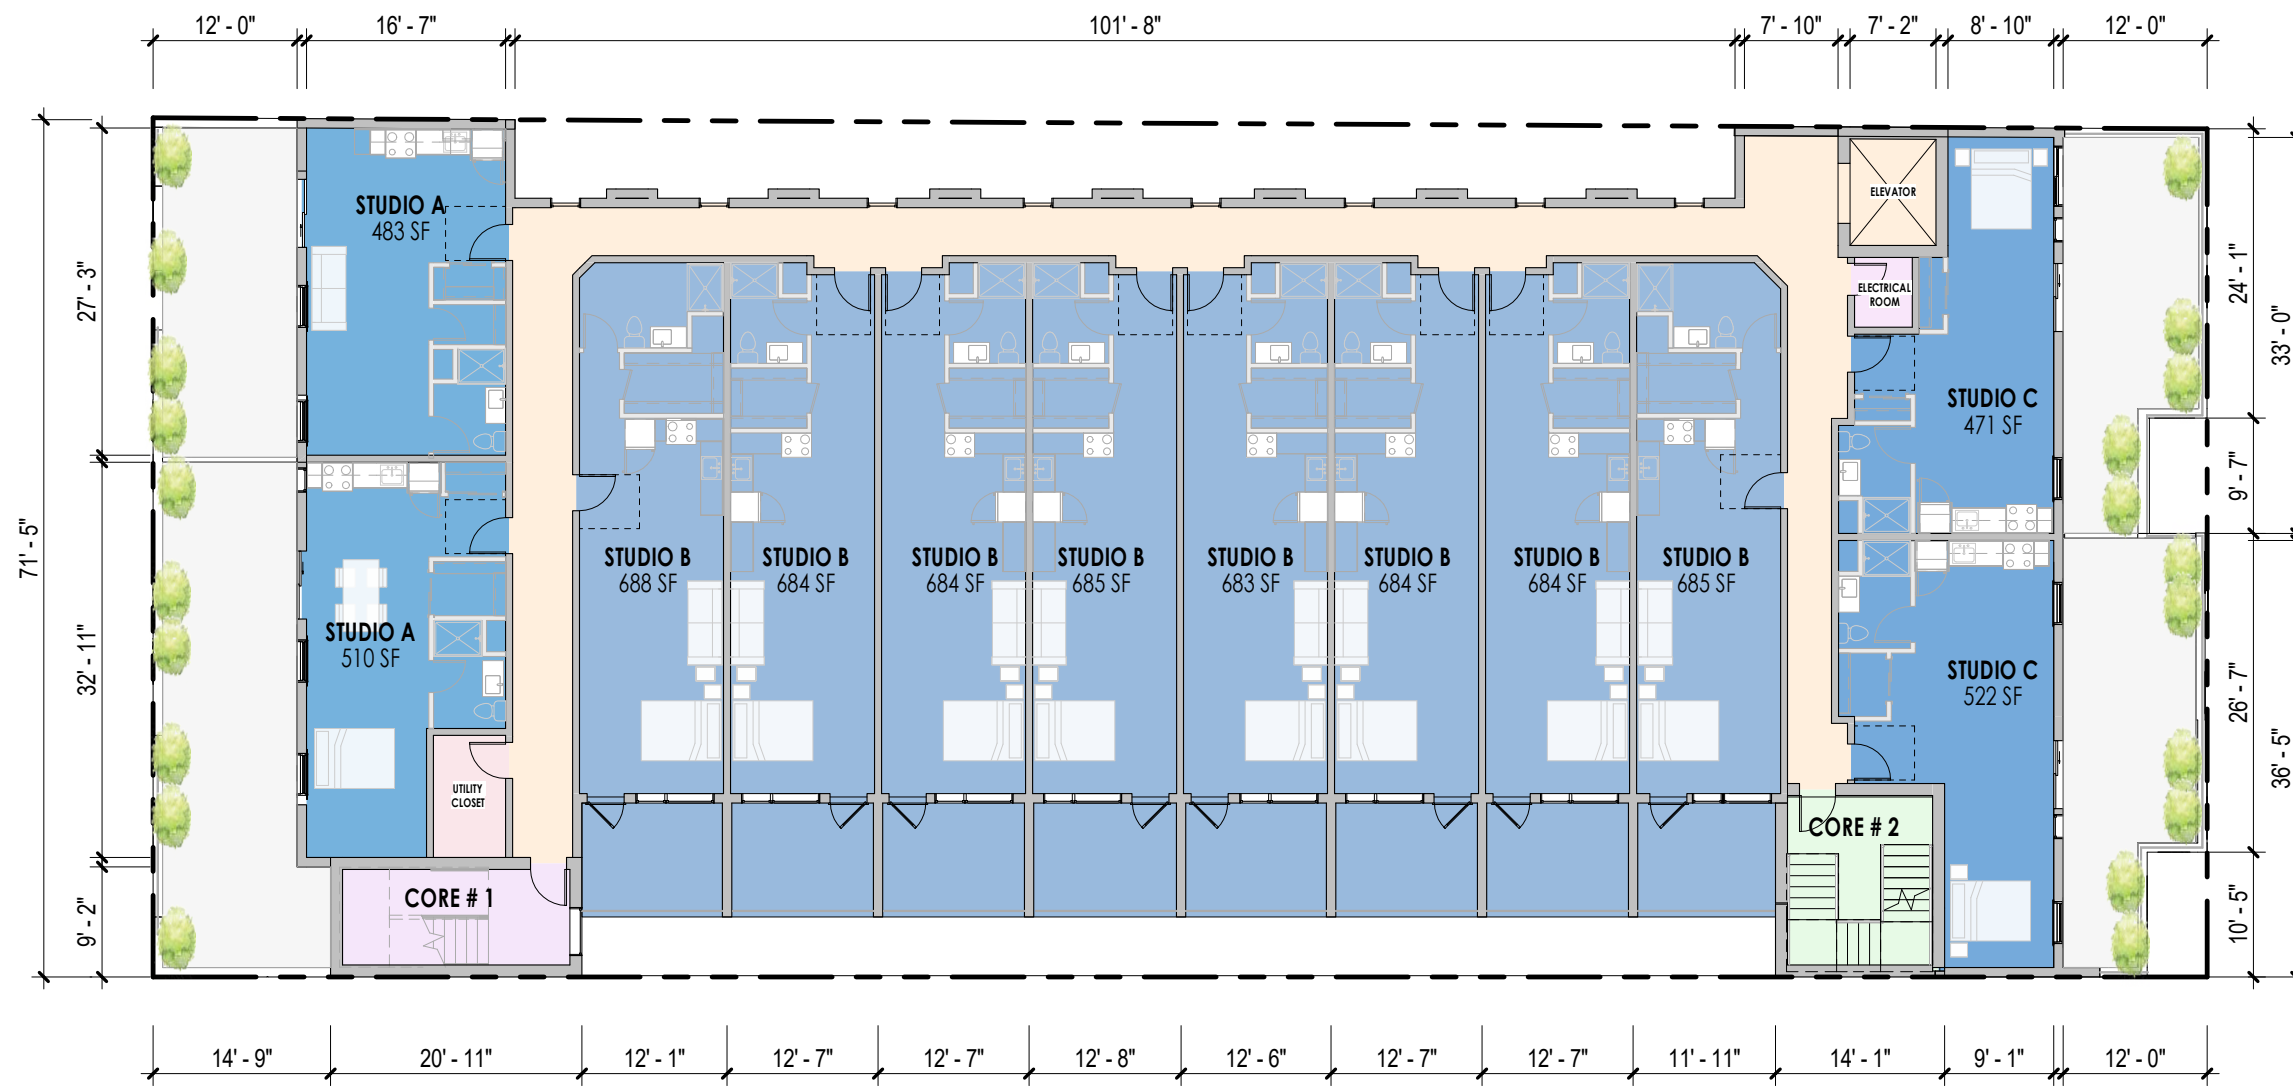 12' - 0" 16' - 7" 101' - 8" 7' - 10" 7' - 2" 8' - 10" 12' - 0"
71' - 5"
27' - 3"
32' - 11"
9' - 2"
STUDIO A
483 SF
STUDIO A
510 SF
UTILITY
CLOSET
CORE # 1
STUDIO B
688 SF
STUDIO B
684 SF
STUDIO B
684 SF
STUDIO B
685 SF
STUDIO B
683 SF
STUDIO B
684 SF
STUDIO B
684 SF
STUDIO B
685 SF
ELEVATOR
ELECTRICAL
ROOM
STUDIO C
471 SF
STUDIO C
522 SF
CORE # 2
24' - 1"
9' - 7"
26' - 7"
10' - 5"
33' - 0"
36' - 5"
14' - 9" 20' - 11" 12' - 1" 12' - 7" 12' - 7" 12' - 8" 12' - 6" 12' - 7" 12' - 7" 11' - 11" 14' - 1" 9' - 1" 12' - 0"